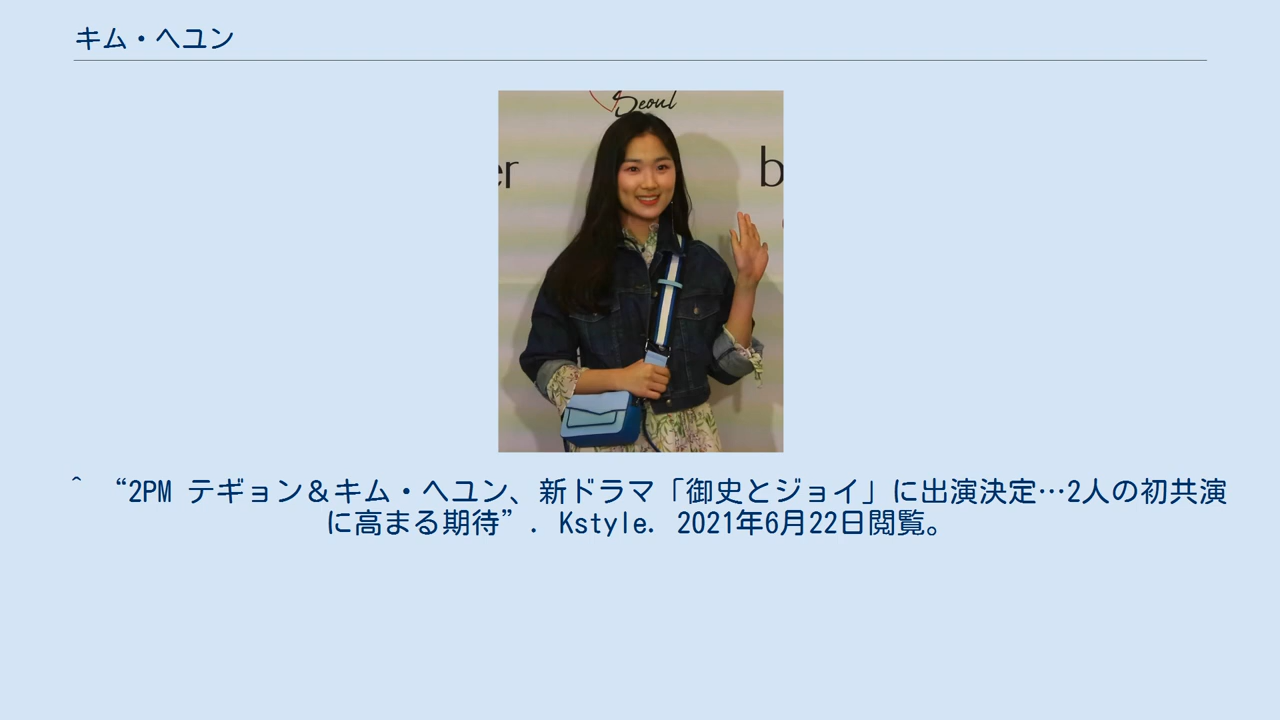 キム・ヘユン
Seoul
er
b
^ “2PM テギョン＆キム・ヘユン、新ドラマ「御史とジョイ」に出演決定…2人の初共演
に高まる期待”. Kstyle. 2021年6月22日閲覧。